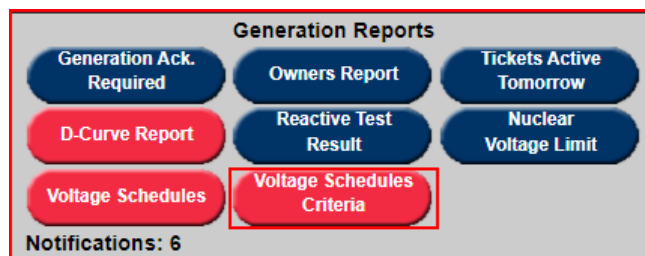 Generation Reports
Generation Ack.
Required
Owners Report
Tickets Active
Tomorrow
D-Curve Report
Reactive Test
Result
Nuclear
Voltage Limit
Voltage Schedules
Voltage Schedules
Criteria
Notifications: 6